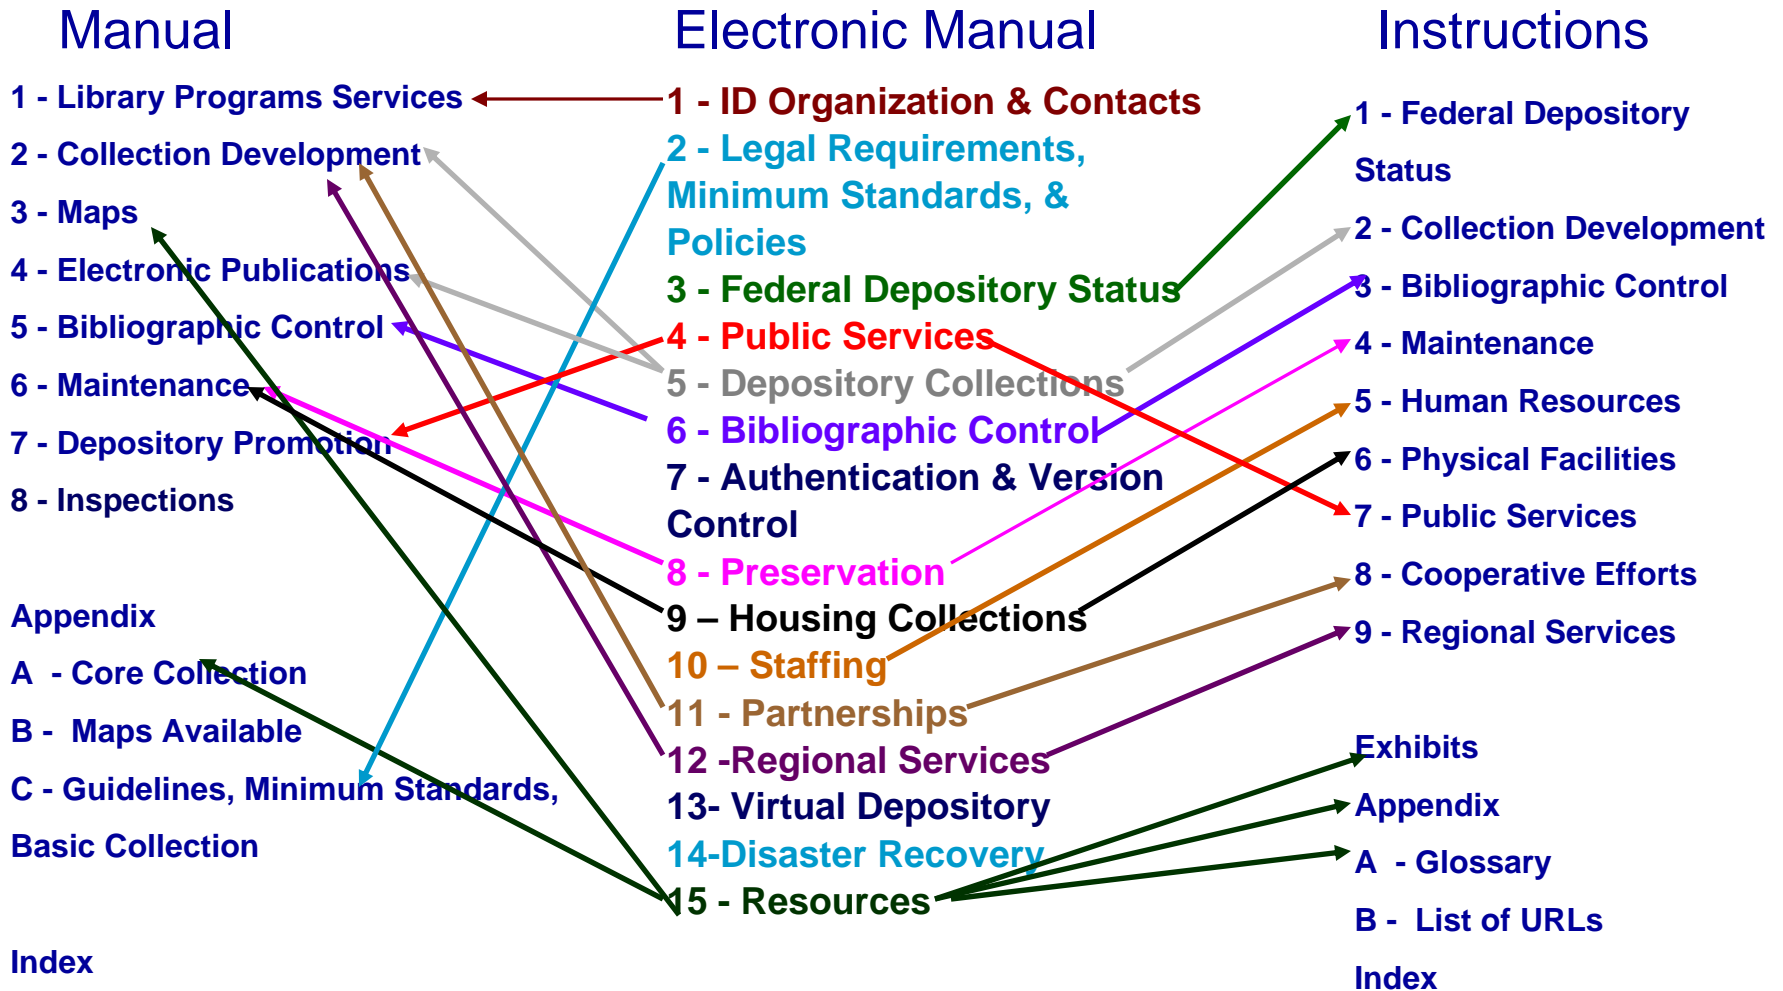 Manual
1 - Library Programs Services
2 - Collection Development
3 - Maps
4 - Electronic Publications
5 - Bibliographic Control
6 - Maintenance
7 - Depository Promotion
8 - Inspections
Appendix
A  - Core Collection
B -  Maps Available
C - Guidelines, Minimum Standards,
Basic Collection
Index
Electronic Manual
1 - ID Organization & Contacts
2 - Legal Requirements,
Minimum Standards, &
Policies
3 - Federal Depository Status
4 - Public Services
5 - Depository Collections
6 - Bibliographic Control
7 - Authentication & Version
Control
8 - Preservation
9 – Housing Collections
10 – Staffing
11 - Partnerships
12 -Regional Services
13- Virtual Depository
14-Disaster Recovery
15 - Resources
Instructions
1 - Federal Depository
Status
2 - Collection Development
3 - Bibliographic Control
4 - Maintenance
5 - Human Resources
6 - Physical Facilities
7 - Public Services
8 - Cooperative Efforts
9 - Regional Services
Exhibits
Appendix
A  - Glossary
B -  List of URLs
Index